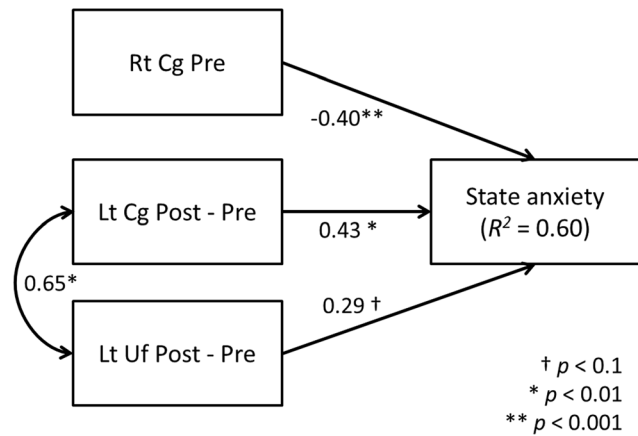 Rt Cg Pre
-0.40**
Lt Cg Post - Pre
0.43 *
State anxiety
(R² = 0.60)
0.65*
Lt Uf Post - Pre
0.29 †
† p < 0.1
* p < 0.01
** p < 0.001